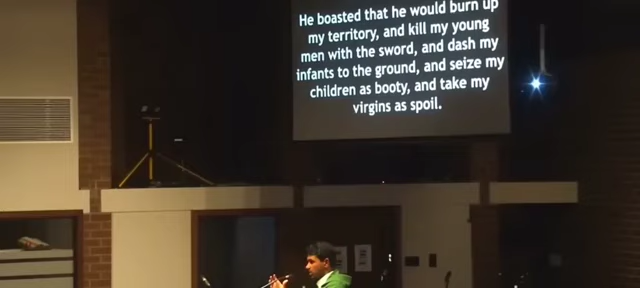 He boasted that he would burn up
my territory, and kill my young
men with the sword, and dash my
infants to the ground, and seize my
children as booty, and take my
virgins as spoil.